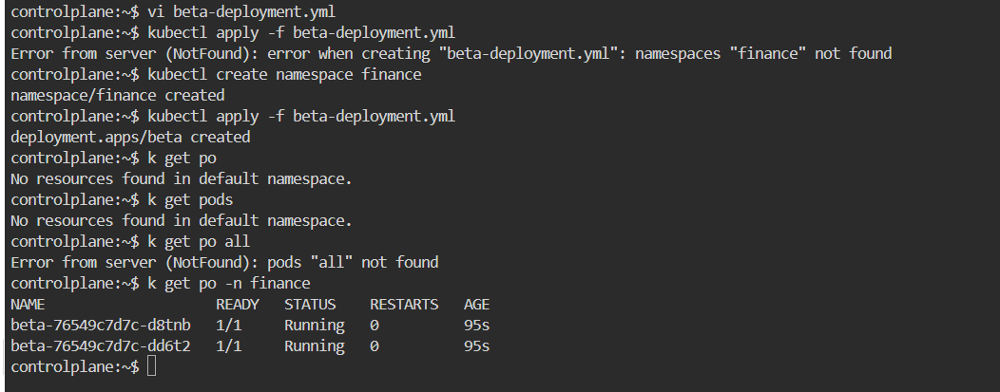 controlplane:~$ vi beta-deployment.yml
controlplane:~$ kubectl apply -f beta-deployment.yml
Error from server (NotFound): error when creating "beta-deployment.yml": namespaces "finance" not found
controlplane:~$ kubectl create namespace finance
namespace/finance created
controlplane:~$ kubectl apply -f beta-deployment.yml
deployment.apps/beta created
controlplane:~$ k get po
No resources found in default namespace.
controlplane:~$ k get pods
No resources found in default namespace.
controlplane:~$ k get po all
Error from server (NotFound): pods "all" not found
controlplane:~$ k get po -n finance
NAME                    READY   STATUS    RESTARTS   AGE
beta-76549c7d7c-d8tnb   1/1     Running   0          95s
beta-76549c7d7c-dd6t2   1/1     Running   0          95s
controlplane:~$